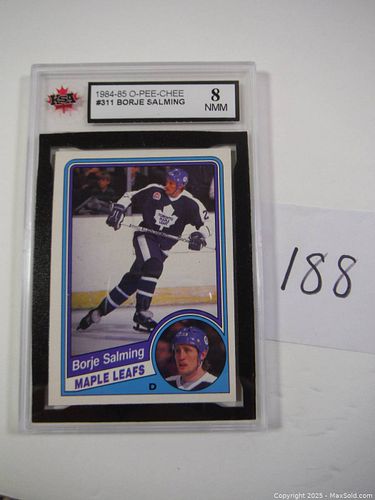 KSA
1984-85 O-PEE-CHEE
#311 BORJE SALMING
8
NMM
2
188
Borje Salming
MAPLE LEAFS
D
Copyright 2025 - MaxSold.com